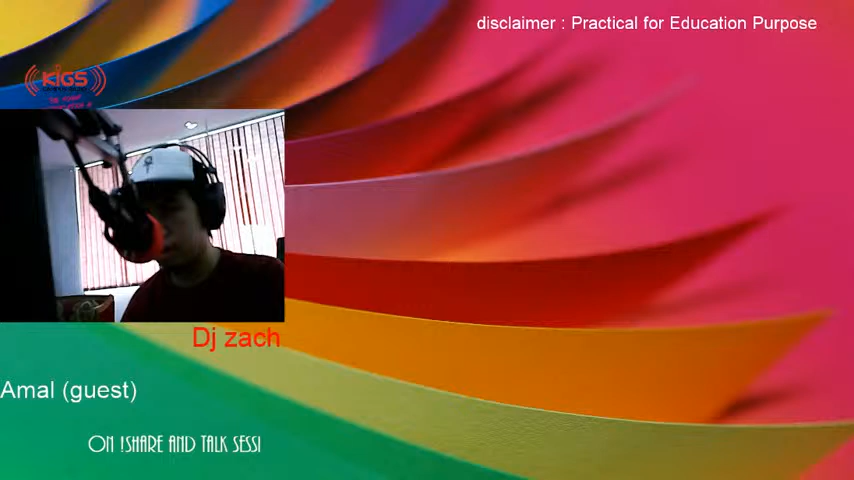 disclaimer : Practical for Education Purpose
KiGS
Dj zach
Amal (guest)
ON !SHARE AND TALK SESSI